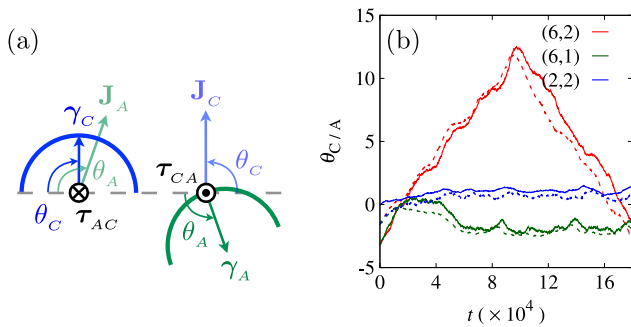 (a)
J_A
γ_C
θ_A
θ_C
τ_AC
J_C
τ_CA
θ_C
θ_A
γ_A
(b)
(6,2)
(6,1)
(2,2)
15
10
5
0
-5
θ_C/A
0 4 8 12 16
t (×10^4)